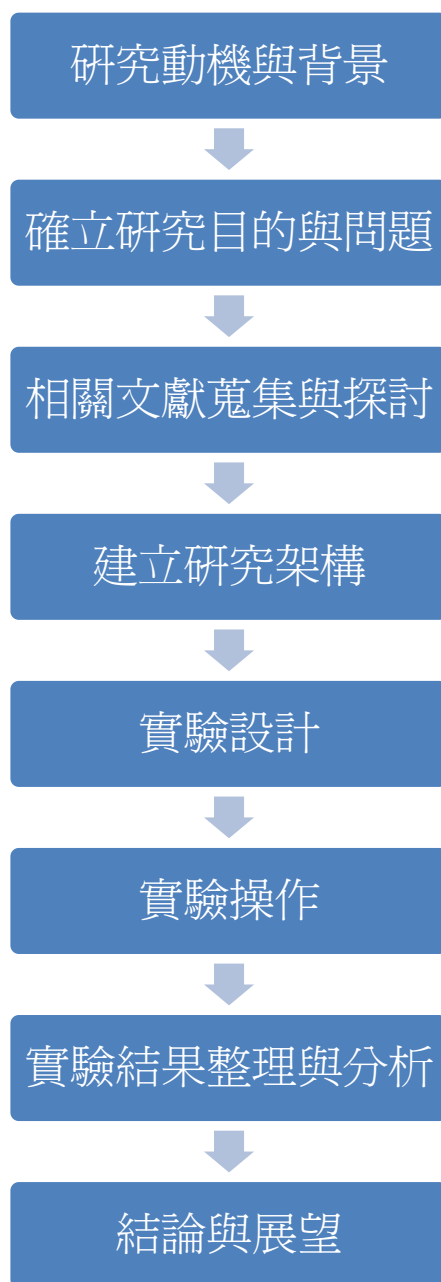 研究動機與背景
確立研究目的與問題
相關文獻蒐集與探討
建立研究架構
實驗設計
實驗操作
實驗結果整理與分析
結論與展望